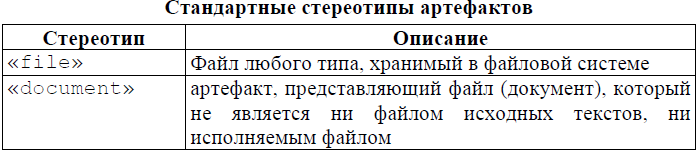 Стандартные стереотипы артефактов
Стереотип Описание
«file» Файл любого типа, хранимый в файловой системе
«document» артефакт, представляющий файл (документ), который
не является ни файлом исходных текстов, ни
исполняемым файлом